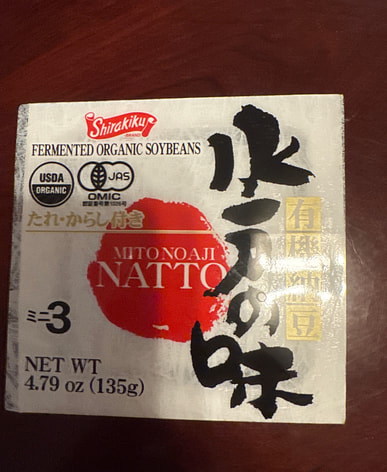 Shirakiku
BRAND
FERMENTED ORGANIC SOYBEANS
USDA
ORGANIC
JAS
OMIC
たれ・からし付き
水戸の味
有機納豆
MITO NO AJI
NATTO
ミニ3
NET WT
4.79 oz (135g)